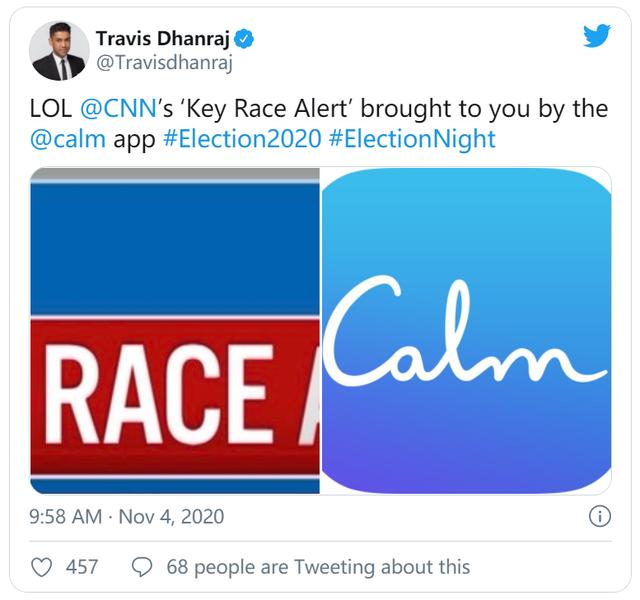 Travis Dhanraj
@Travisdhanraj
LOL @CNN’s ‘Key Race Alert’ brought to you by the
@calm app #Election2020 #ElectionNight
RACE A
Calm
9:58 AM · Nov 4, 2020
457
68 people are Tweeting about this